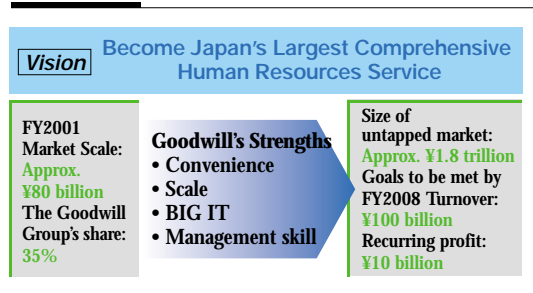 Vision
Become Japan's Largest Comprehensive
Human Resources Service
FY2001
Market Scale:
Approx.
¥80 billion
The Goodwill
Group's share:
35%
Goodwill's Strengths
• Convenience
• Scale
• BIG IT
• Management skill
Size of
untapped market:
Approx. ¥1.8 trillion
Goals to be met by
FY2008 Turnover:
¥100 billion
Recurring profit:
¥10 billion